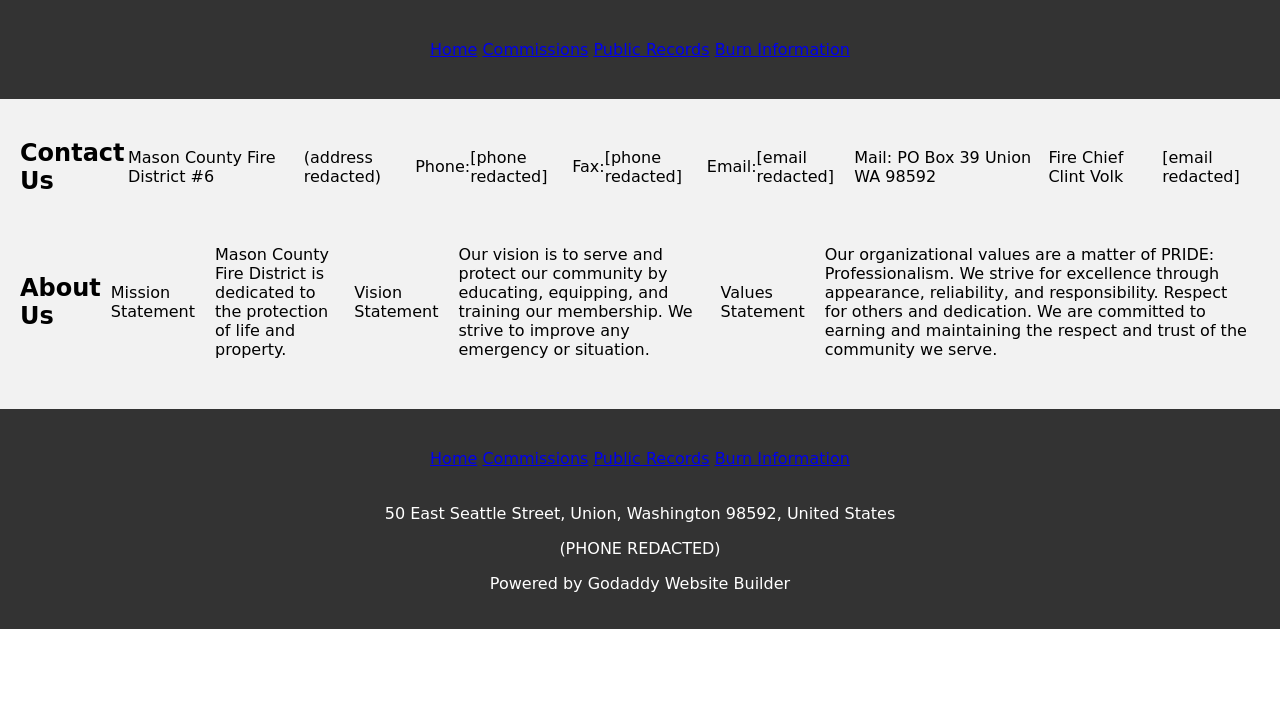 Home Commissions Public Records Burn Information
Contact
Us
Mason County Fire
District #6
(address
redacted)
Phone:
[phone
redacted]
Fax:
[phone
redacted]
Email:
[email
redacted]
Mail: PO Box 39 Union
WA 98592
Fire Chief
Clint Volk
[email
redacted]
About
Us
Mission
Statement
Mason County
Fire District is
dedicated to
the protection
of life and
property.
Vision
Statement
Our vision is to serve and
protect our community by
educating, equipping, and
training our membership. We
strive to improve any
emergency or situation.
Values
Statement
Our organizational values are a matter of PRIDE:
Professionalism. We strive for excellence through
appearance, reliability, and responsibility. Respect
for others and dedication. We are committed to
earning and maintaining the respect and trust of the
community we serve.
Home Commissions Public Records Burn Information
50 East Seattle Street, Union, Washington 98592, United States
(PHONE REDACTED)
Powered by Godaddy Website Builder